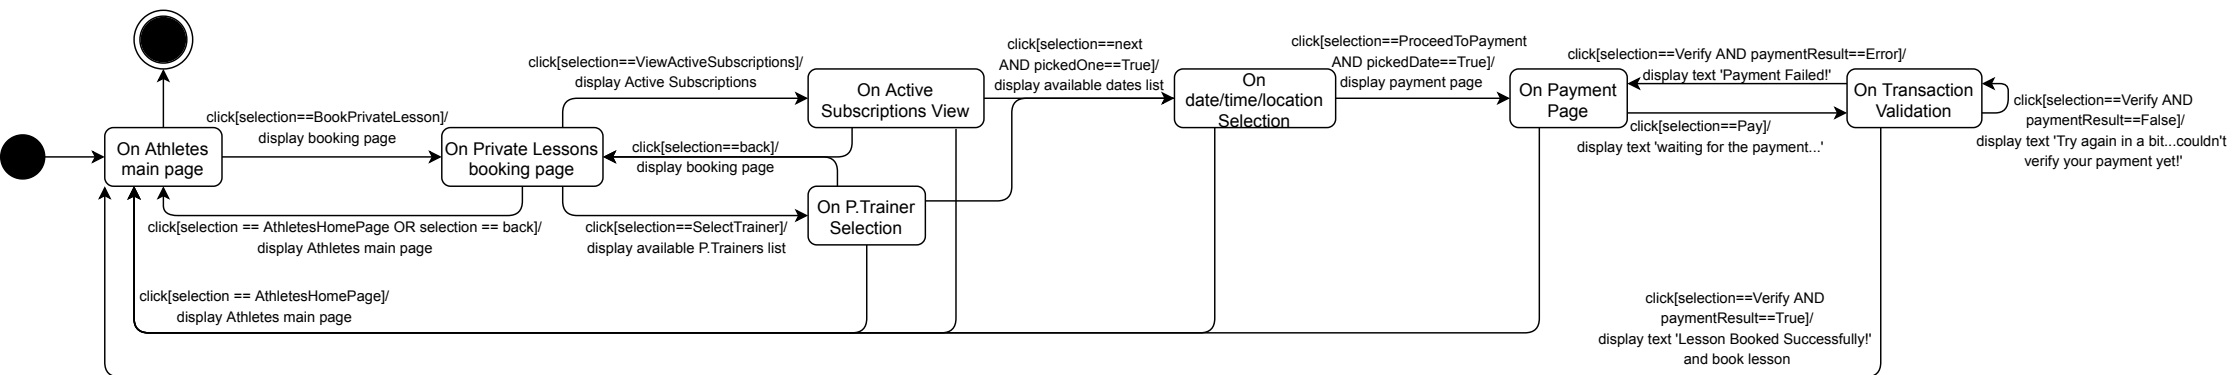 click[selection==next
AND pickedOne==True]/
display available dates list
click[selection==ProceedToPayment
AND pickedDate==True]/
display payment page
click[selection==Verify AND paymentResult==Error]/
display text 'Payment Failed!'
click[selection==ViewActiveSubscriptions]/
display Active Subscriptions
On Active
Subscriptions View
On
date/time/location
Selection
On Payment
Page
On Transaction
Validation
click[selection==Verify AND
paymentResult==False]/
display text 'Try again in a bit...couldn't
verify your payment yet!'
click[selection==BookPrivateLesson]/
display booking page
click[selection==Pay]/
display text 'waiting for the payment...'
On Athletes
main page
On Private Lessons
booking page
click[selection==back]/
display booking page
On P.Trainer
Selection
click[selection == AthletesHomePage OR selection == back]/
display Athletes main page
click[selection==SelectTrainer]/
display available P.Trainers list
click[selection == AthletesHomePage]/
display Athletes main page
click[selection==Verify AND
paymentResult==True]/
display text 'Lesson Booked Successfully!'
and book lesson